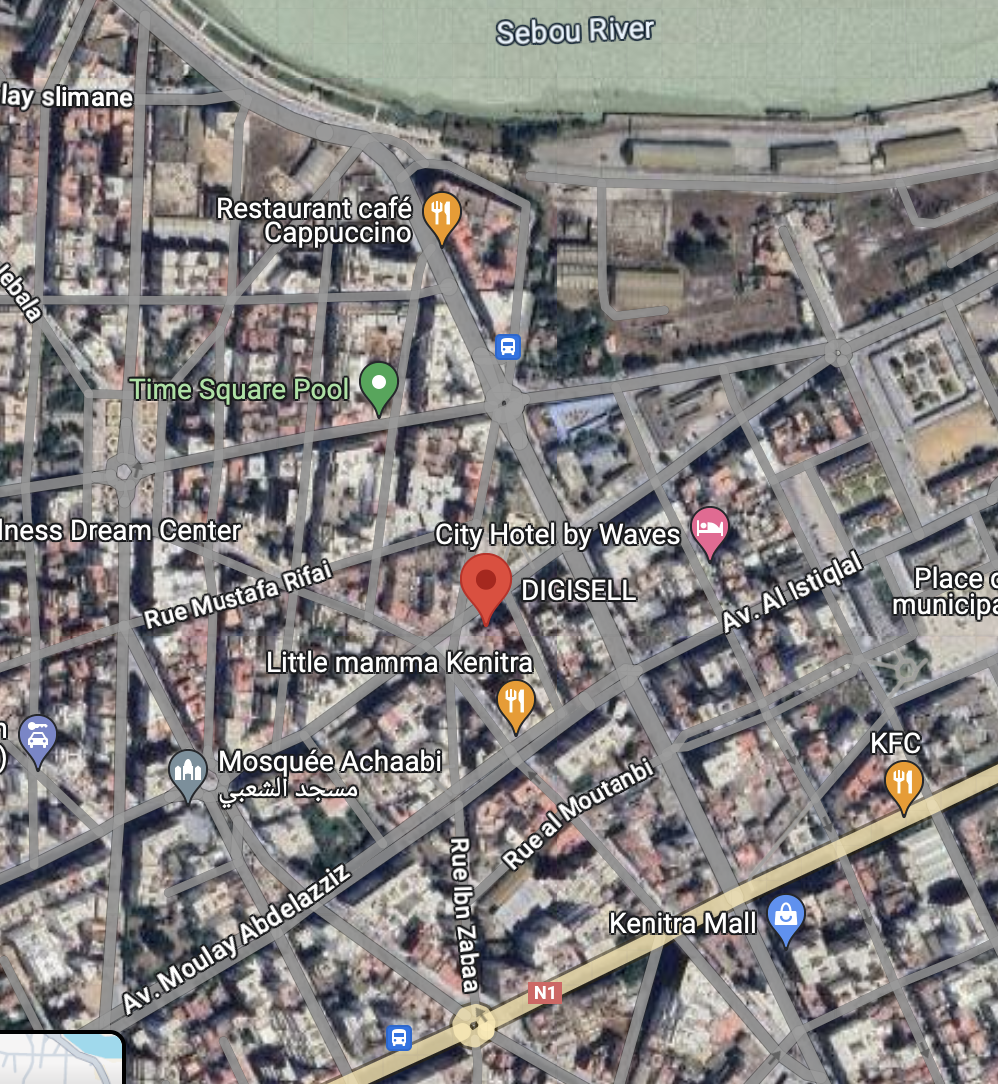 Sebou River
lay slimane
Restaurant café
Cappuccino
lebala
Time Square Pool
lness Dream Center
City Hotel by Waves
Rue Mustafa Rifai
DIGISELL
Av. Al Istiqlal
Place
municipa
Little mamma Kenitra
KFC
Mosquée Achaabi
مسجد الشعبي
Rue al Moutanbi
Rue Ibn Zabaa
Av. Moulay Abdelazziz
Kenitra Mall
N1